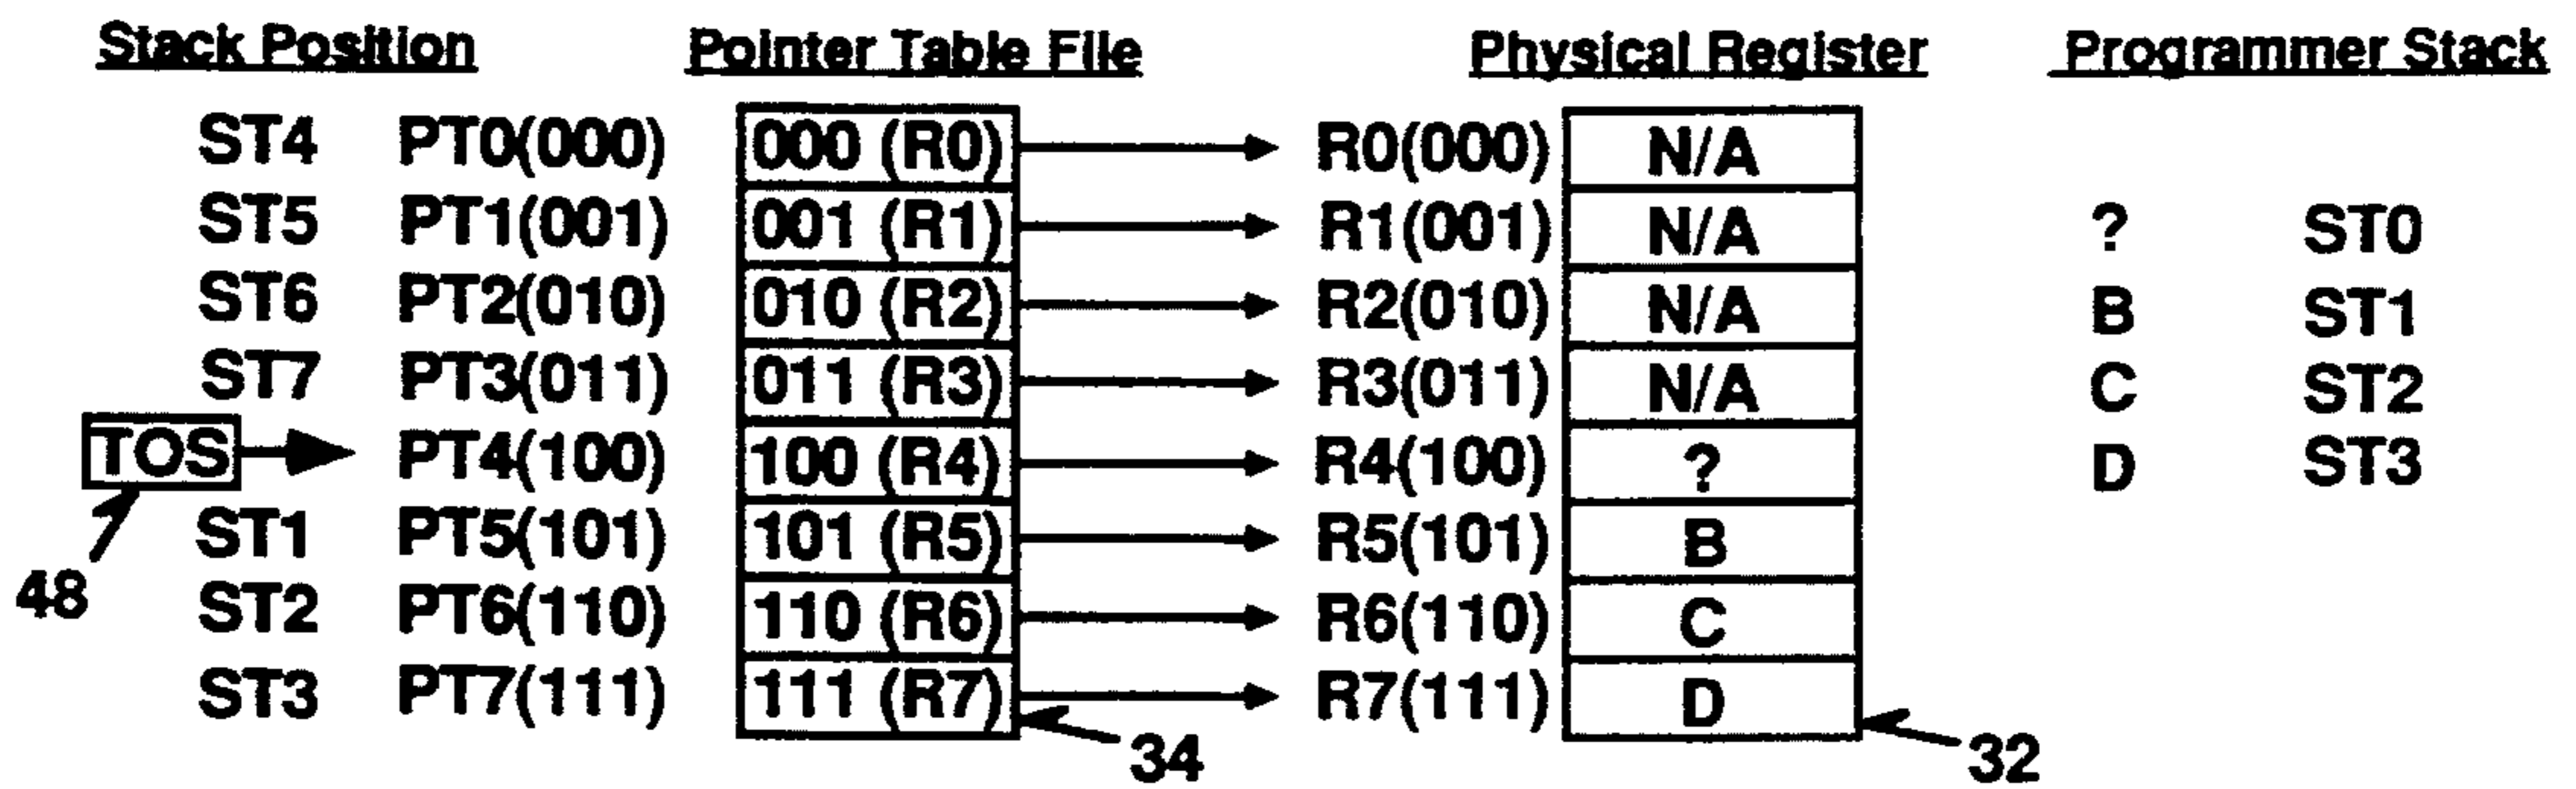 Stack Position Pointer Table File Physical Register Programmer Stack
ST4 PT0(000) 000 (R0) R0(000) N/A
ST5 PT1(001) 001 (R1) R1(001) N/A ? ST0
ST6 PT2(010) 010 (R2) R2(010) N/A B ST1
ST7 PT3(011) 011 (R3) R3(011) N/A C ST2
TOS PT4(100) 100 (R4) R4(100) ? D ST3
ST1 PT5(101) 101 (R5) R5(101) B
48 ST2 PT6(110) 110 (R6) R6(110) C
ST3 PT7(111) 111 (R7) R7(111) D
34 32